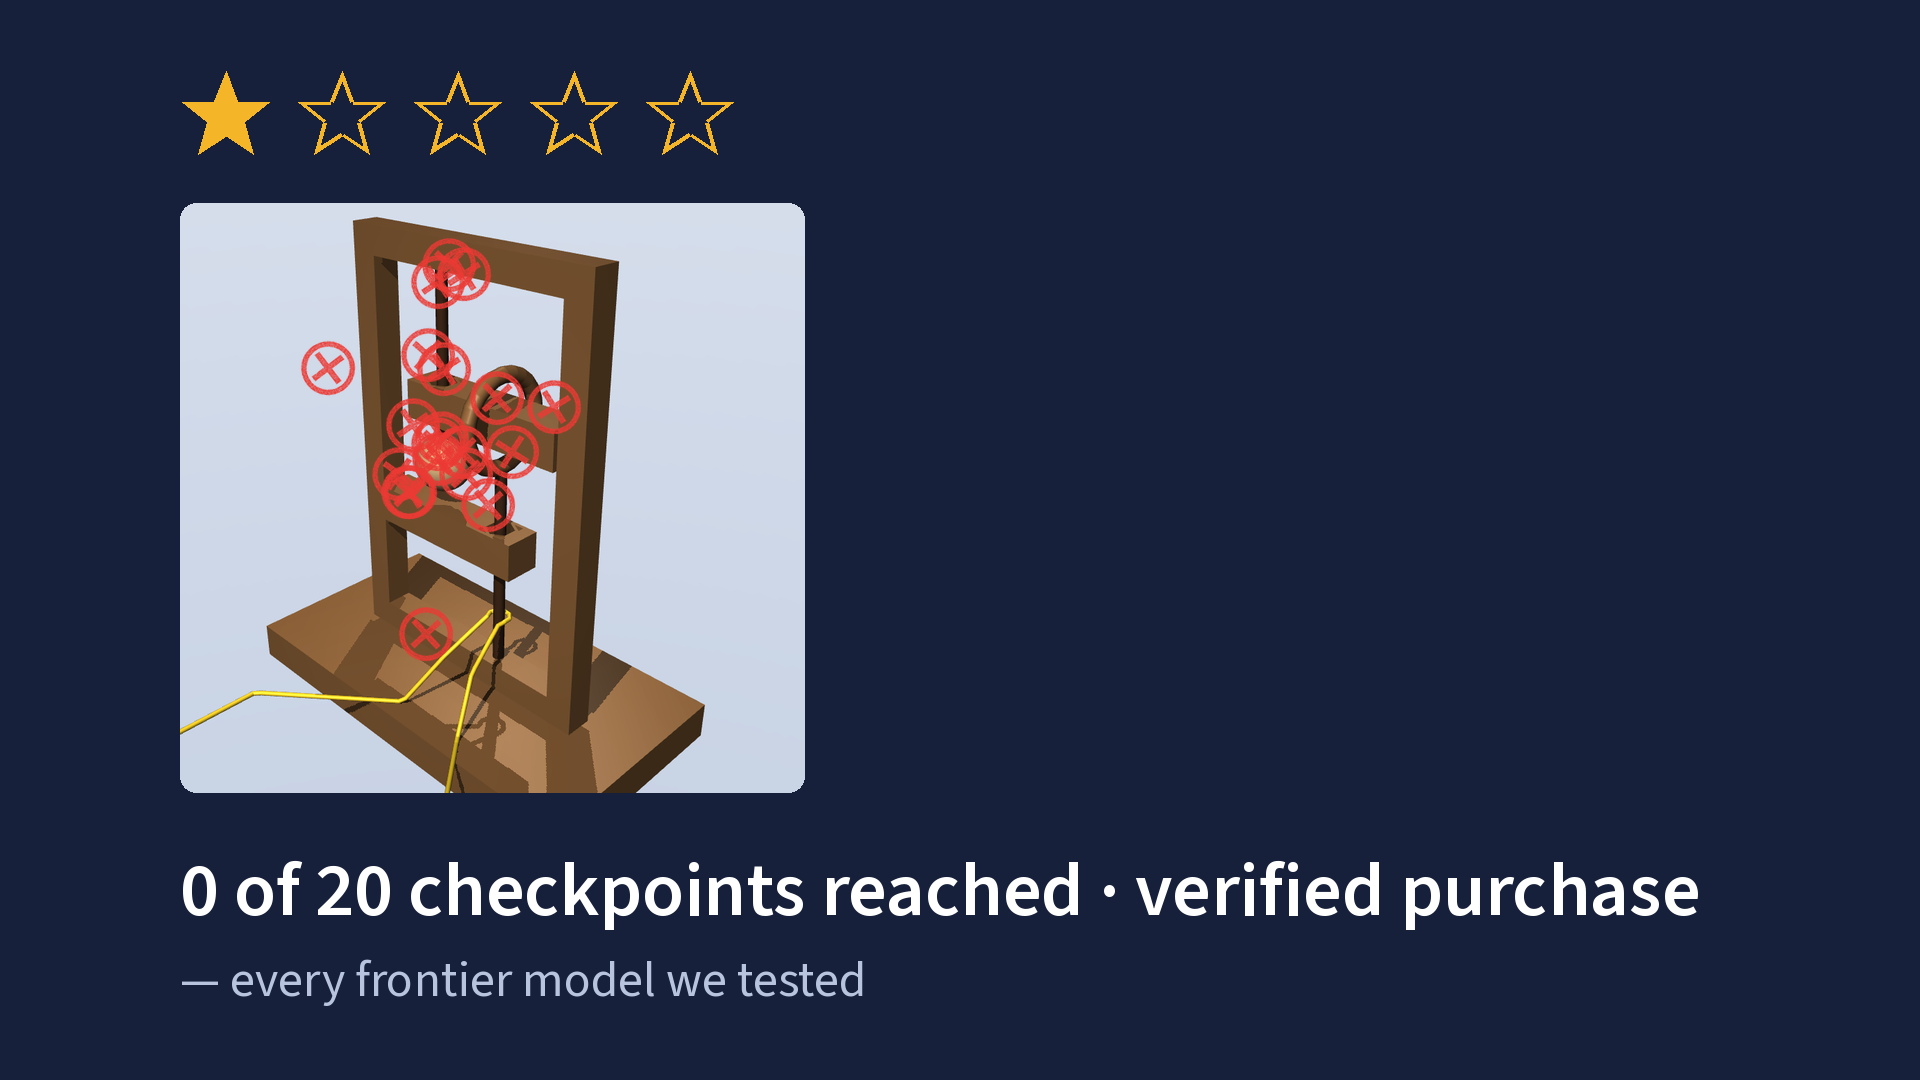 0 of 20 checkpoints reached · verified purchase
— every frontier model we tested